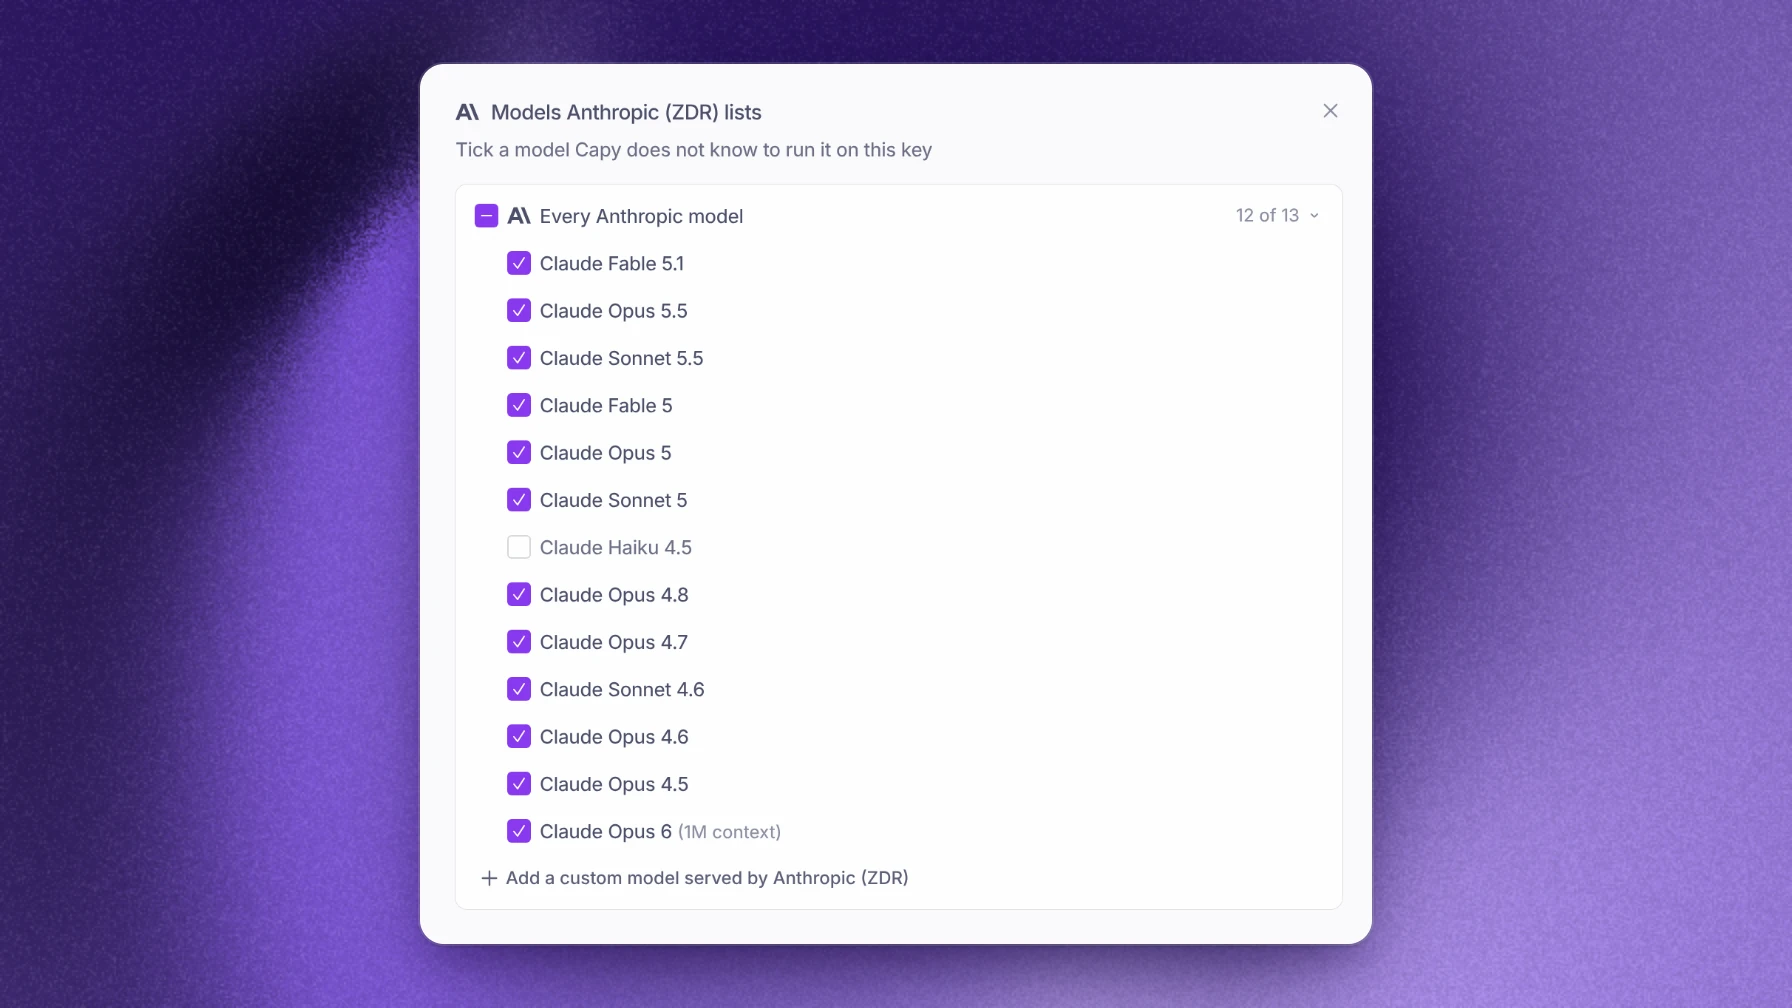 Models Anthropic (ZDR) lists
Tick a model Capy does not know to run it on this key
Every Anthropic model 12 of 13
Claude Fable 5.1
Claude Opus 5.5
Claude Sonnet 5.5
Claude Fable 5
Claude Opus 5
Claude Sonnet 5
Claude Haiku 4.5
Claude Opus 4.8
Claude Opus 4.7
Claude Sonnet 4.6
Claude Opus 4.6
Claude Opus 4.5
Claude Opus 6 (1M context)
Add a custom model served by Anthropic (ZDR)